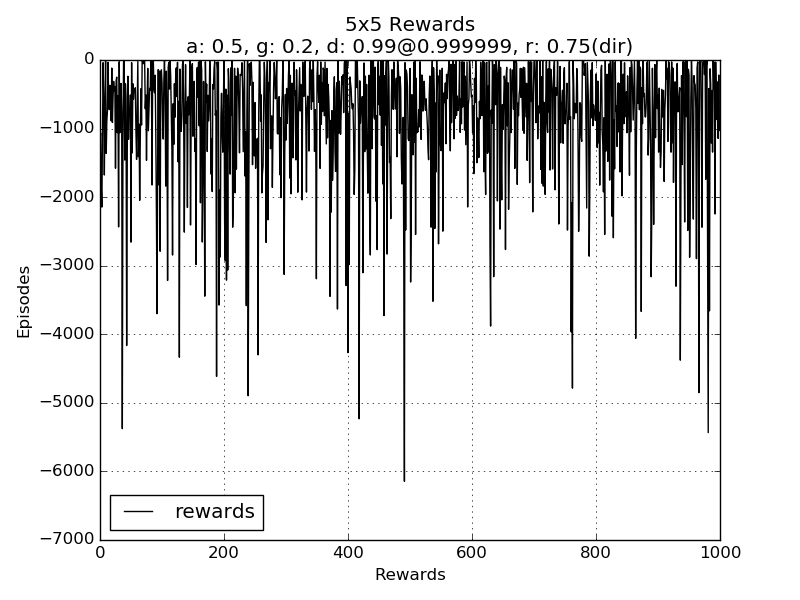 5x5 Rewards
a: 0.5, g: 0.2, d: 0.99@0.999999, r: 0.75(dir)
0
−1000
−2000
−3000
−4000
−5000
−6000
−7000
Episodes
rewards
0 200 400 600 800 1000
Rewards